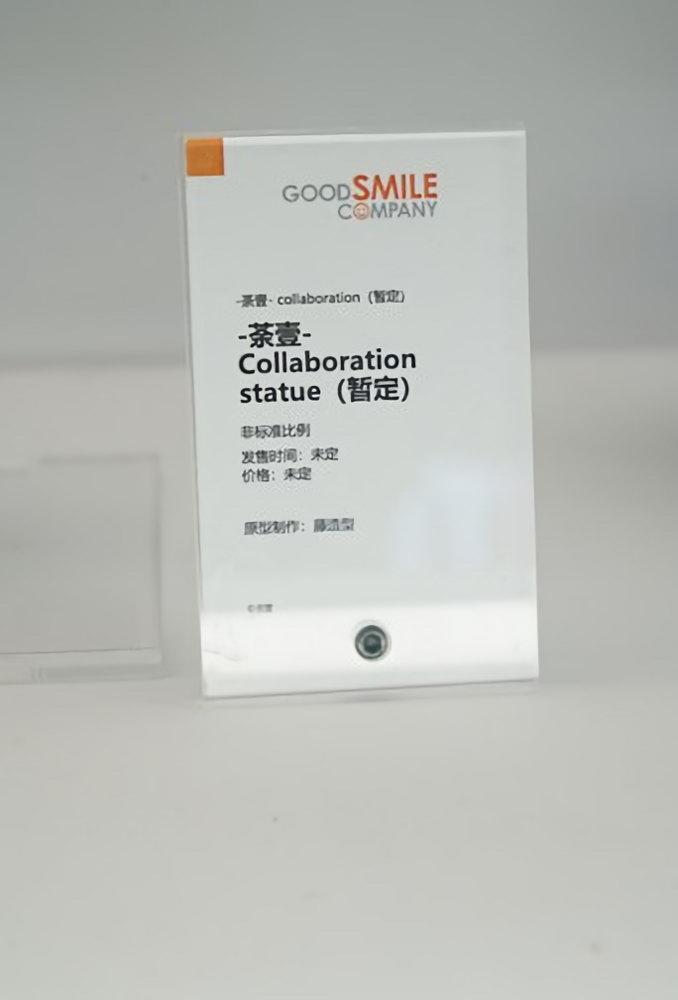 GOODSMILE
COMPANY
-茶壹- collaboration（暂定）
-茶壹-
Collaboration
statue（暂定）
非标准比例
发售时间：未定
价格：未定
原型制作：